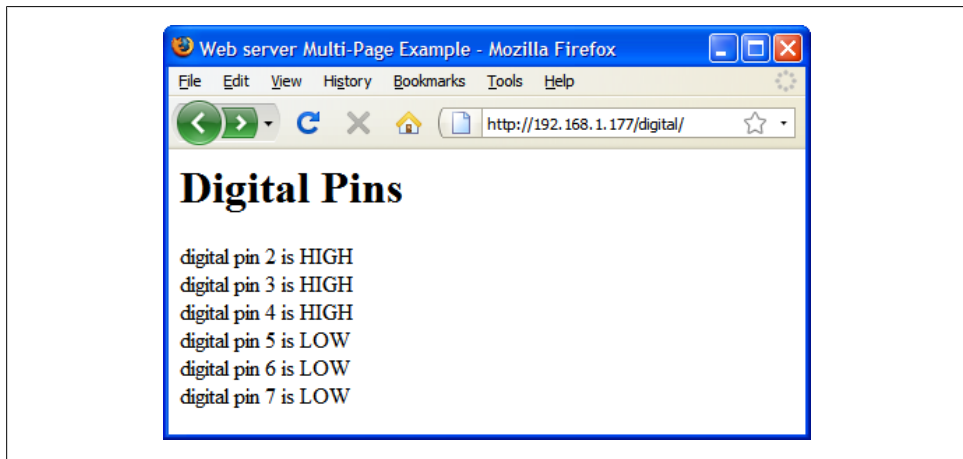 Web server Multi-Page Example - Mozilla Firefox
File Edit View History Bookmarks Tools Help
http://192.168.1.177/digital/
Digital Pins
digital pin 2 is HIGH
digital pin 3 is HIGH
digital pin 4 is HIGH
digital pin 5 is LOW
digital pin 6 is LOW
digital pin 7 is LOW